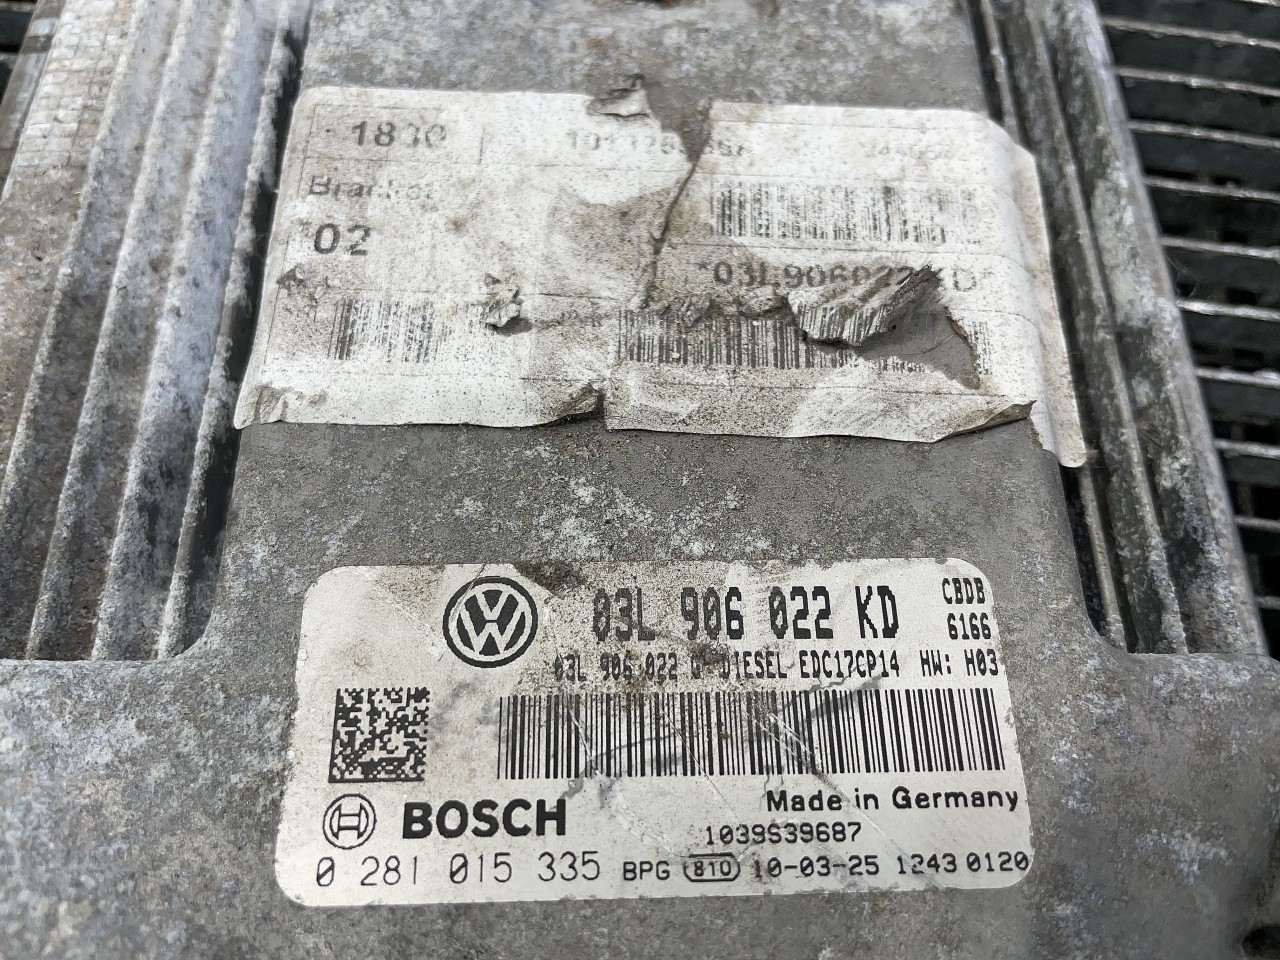 Bracket
02
*03L906022KD*
03L 906 022 KD CBDB
6166
03L 906 022 G DIESEL EDC17CP14 HW: H03
BOSCH Made in Germany
1039S39687
0 281 015 335 BPG 810 10-03-25 1243 0120